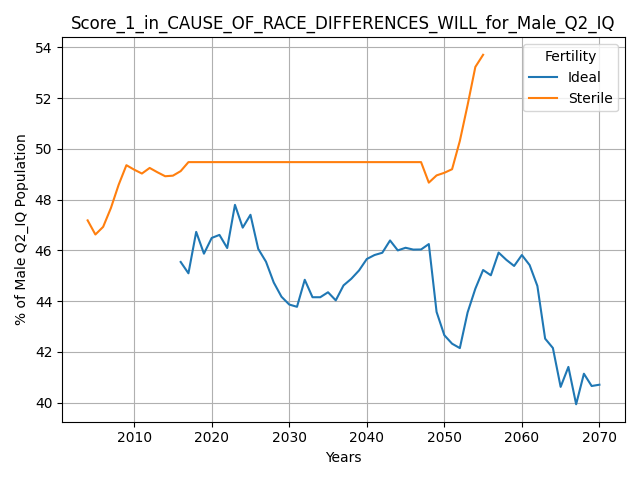 Score_1_in_CAUSE_OF_RACE_DIFFERENCES_WILL_for_Male_Q2_IQ
Fertility
Ideal
Sterile
% of Male Q2_IQ Population
54
52
50
48
46
44
42
40
2010 2020 2030 2040 2050 2060 2070
Years